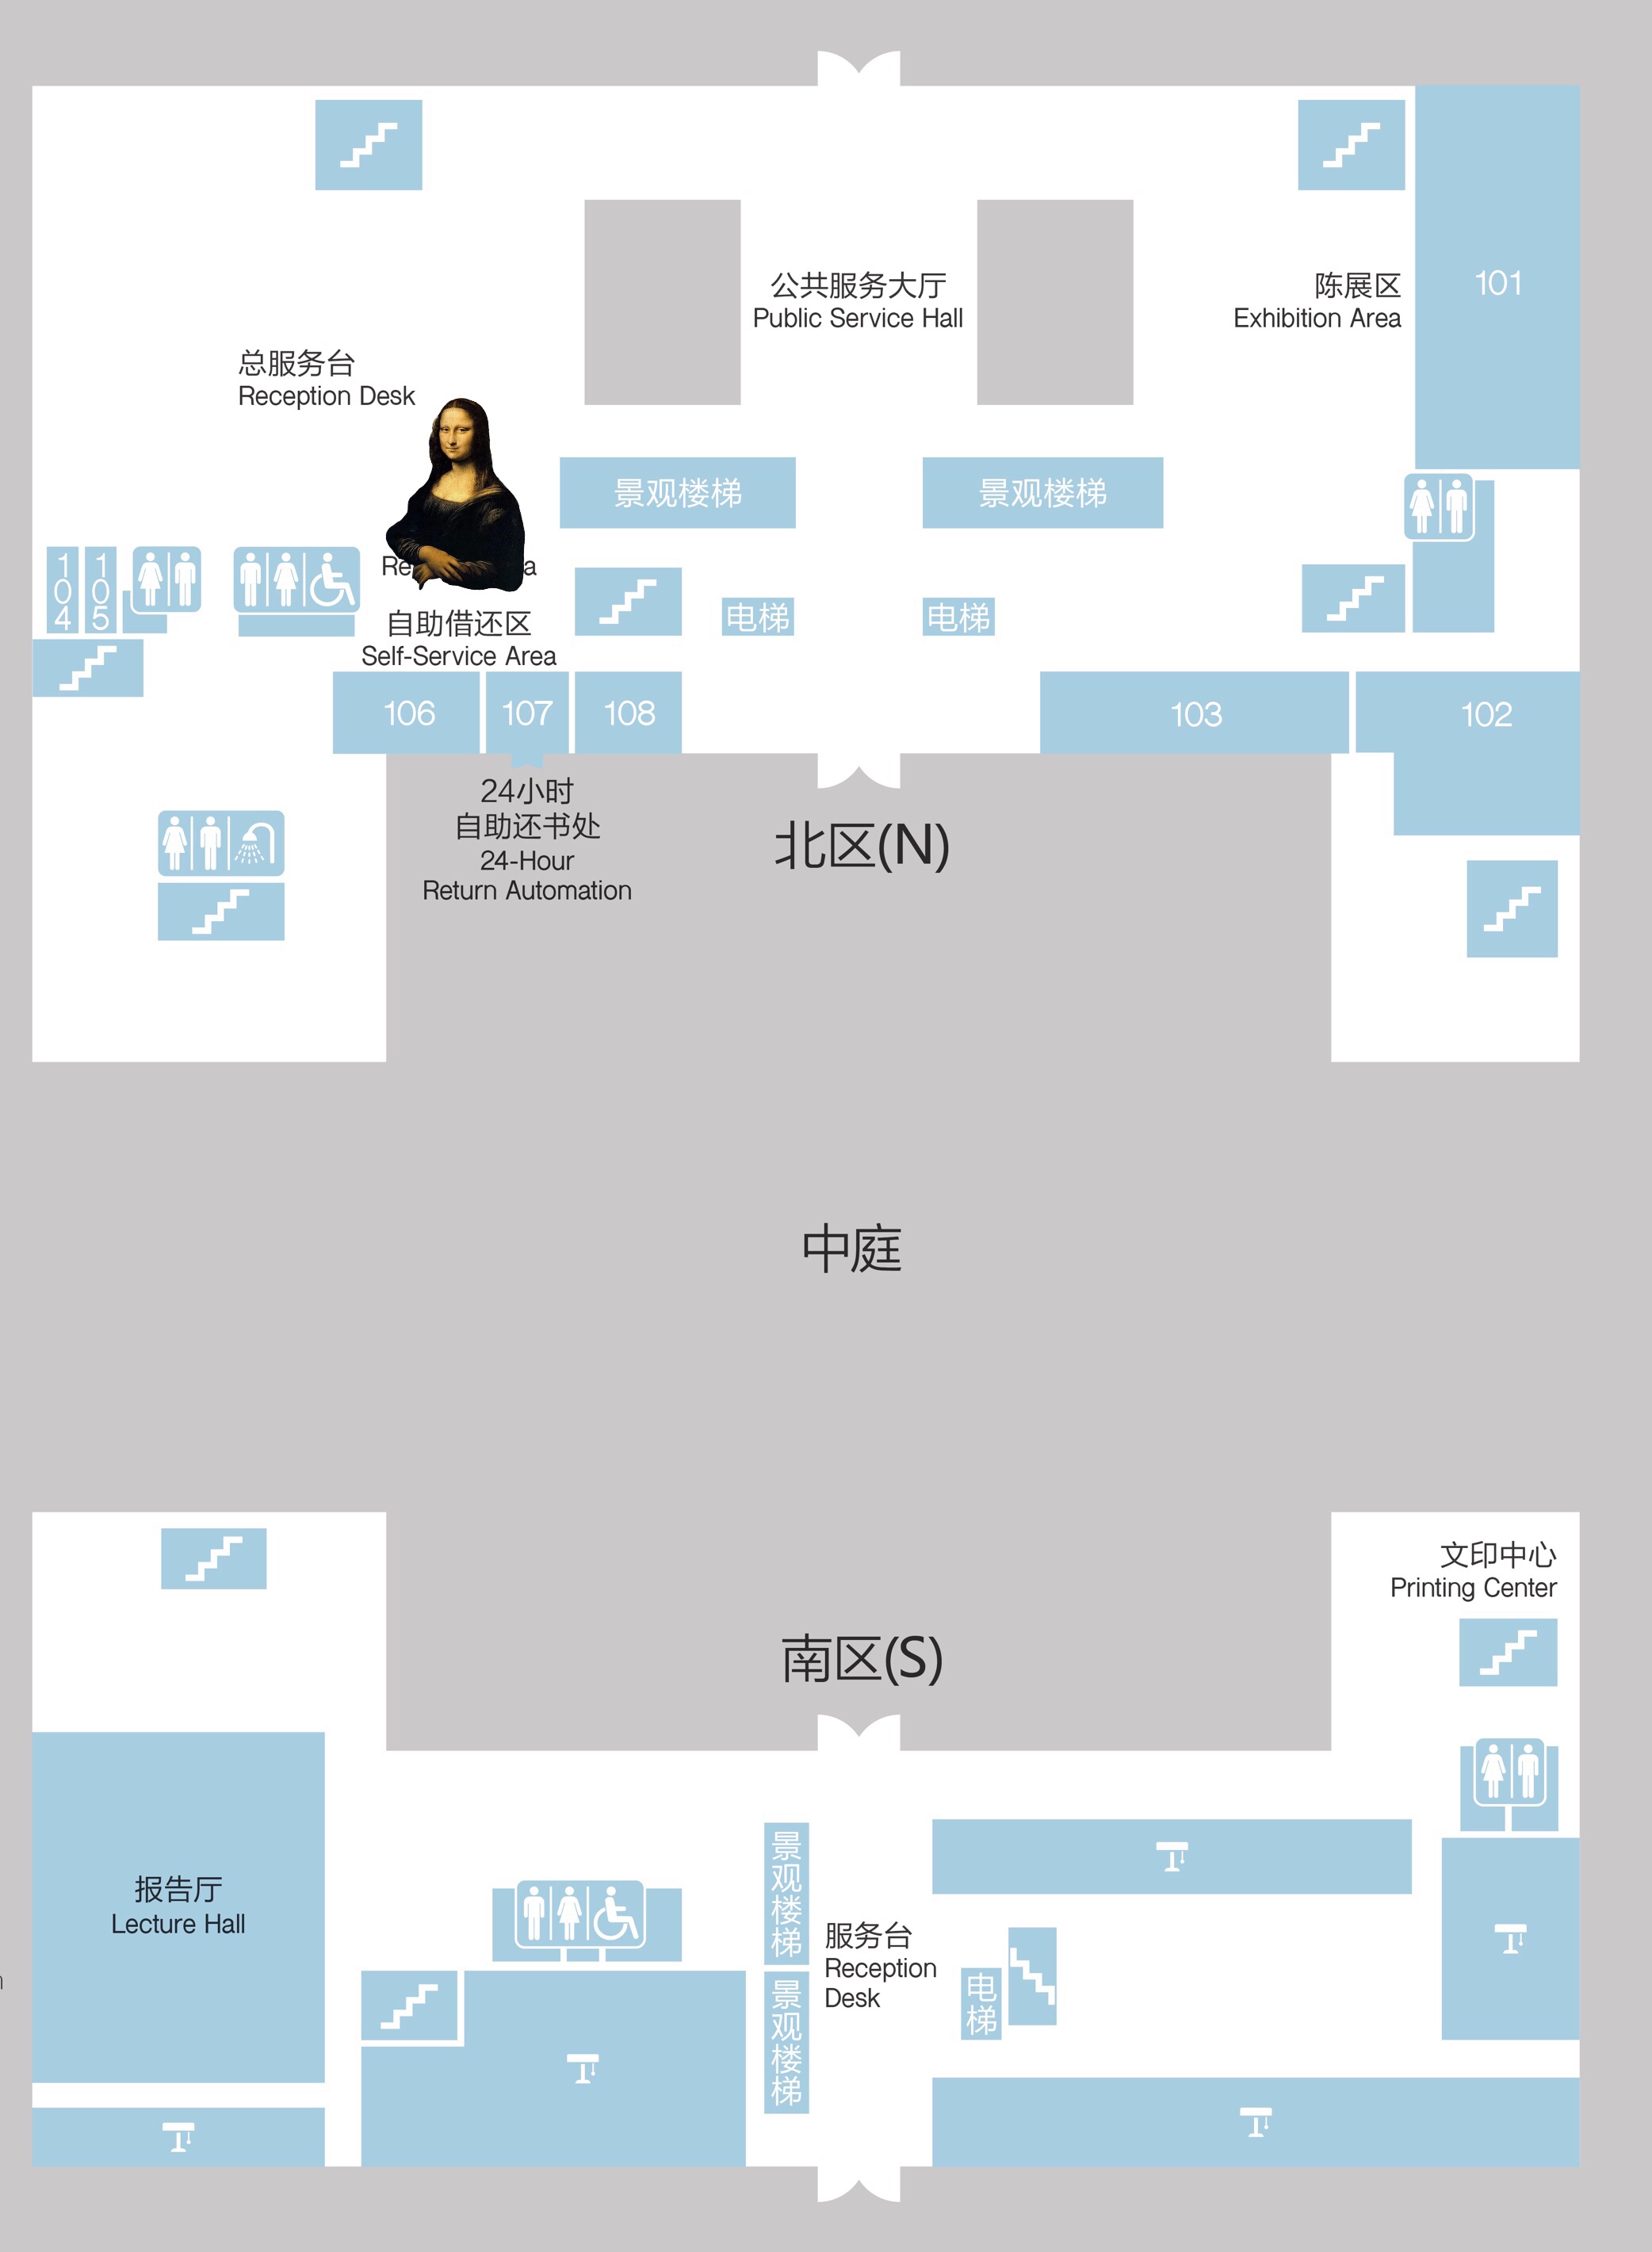 公共服务大厅
Public Service Hall
陈展区
Exhibition Area
101
总服务台
Reception Desk
景观楼梯
景观楼梯
104
105
自助借还区
Self-Service Area
电梯
电梯
106
107
108
103
102
24小时
自助还书处
24-Hour
Return Automation
北区(N)
中庭
文印中心
Printing Center
南区(S)
报告厅
Lecture Hall
景观楼梯
服务台
Reception
Desk
电梯
景观楼梯